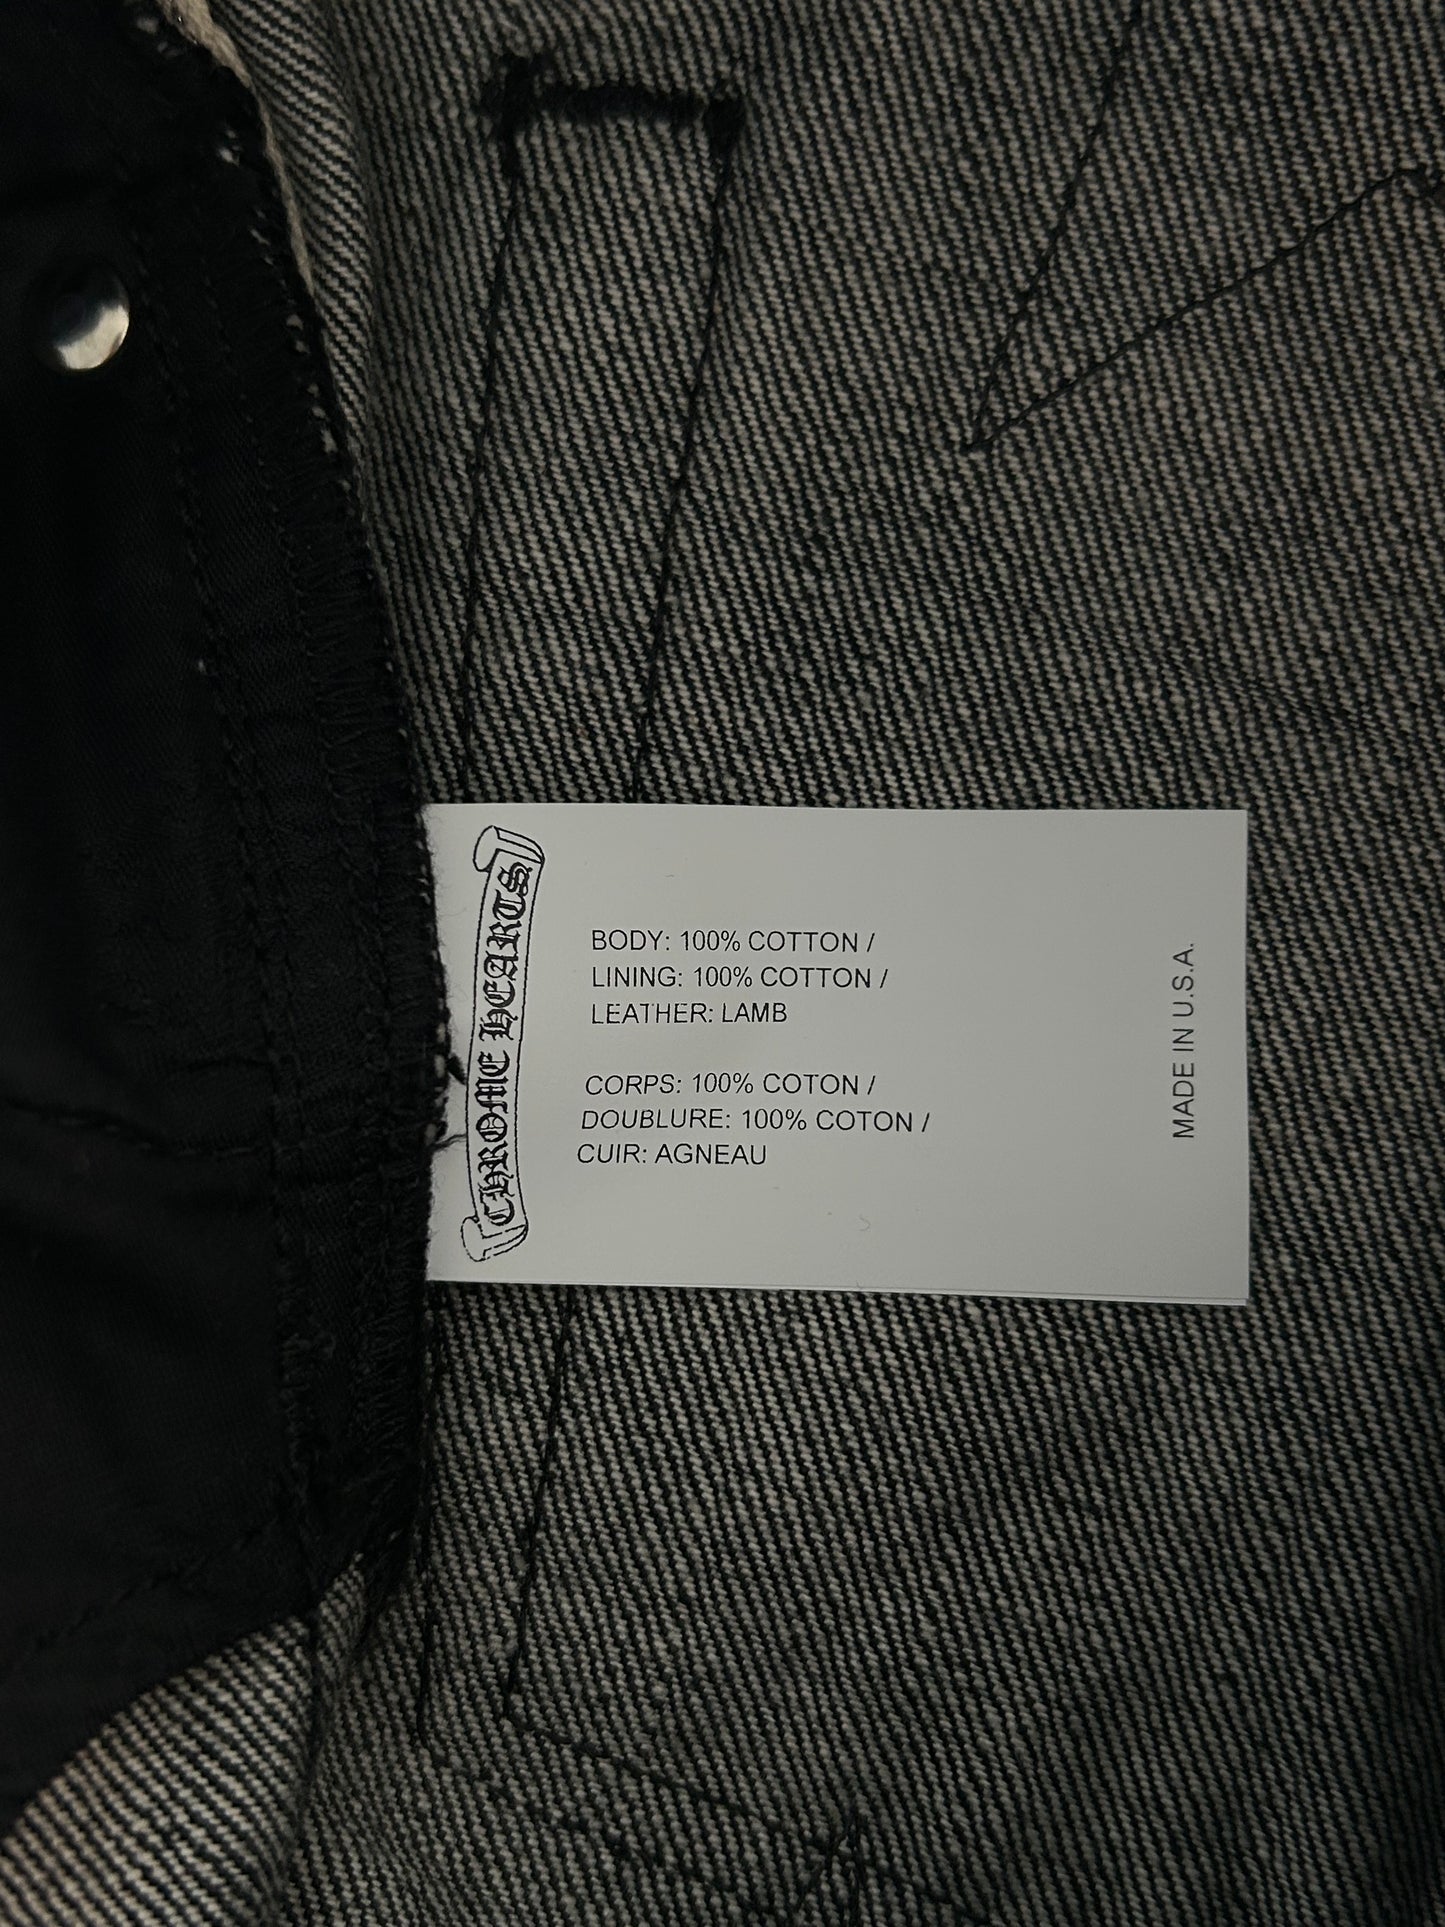 CHROME HEARTS
BODY: 100% COTTON /
LINING: 100% COTTON /
LEATHER: LAMB
CORPS: 100% COTON /
DOUBLURE: 100% COTON /
CUIR: AGNEAU
MADE IN U.S.A.